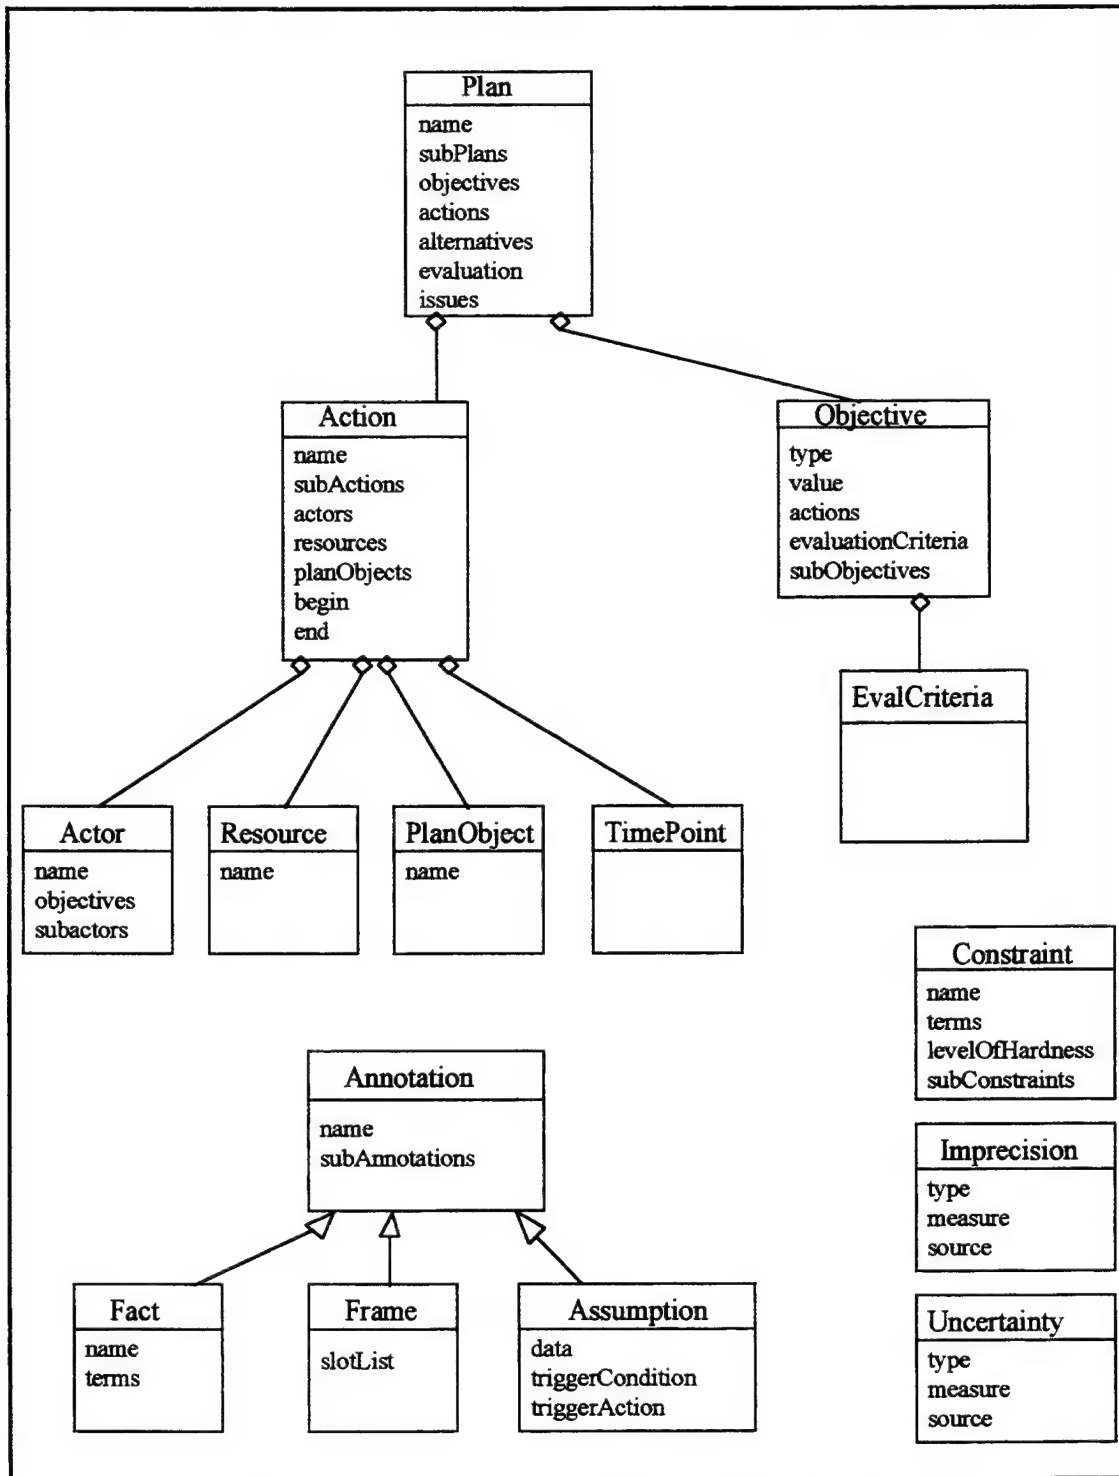 Plan
name
subPlans
objectives
actions
alternatives
evaluation
issues
Action
name
subActions
actors
resources
planObjects
begin
end
Objective
type
value
actions
evaluationCriteria
subObjectives
EvalCriteria
Actor
name
objectives
subactors
Resource
name
PlanObject
name
TimePoint
Constraint
name
terms
levelOfHardness
subConstraints
Annotation
name
subAnnotations
Imprecision
type
measure
source
Fact
name
terms
Frame
slotList
Assumption
data
triggerCondition
triggerAction
Uncertainty
type
measure
source